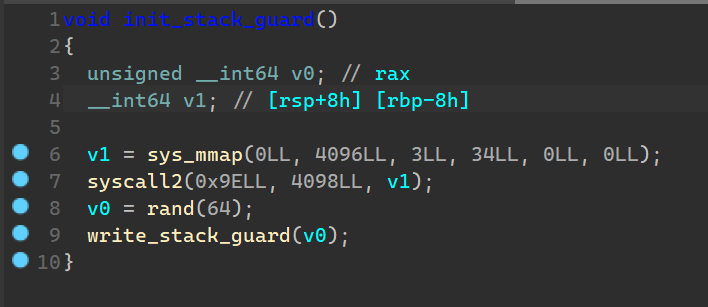 1 void init_stack_guard()
2 {
3 unsigned __int64 v0; // rax
4 __int64 v1; // [rsp+8h] [rbp-8h]
5
6 v1 = sys_mmap(0LL, 4096LL, 3LL, 34LL, 0LL, 0LL);
7 syscall2(0x9ELL, 4098LL, v1);
8 v0 = rand(64);
9 write_stack_guard(v0);
10 }